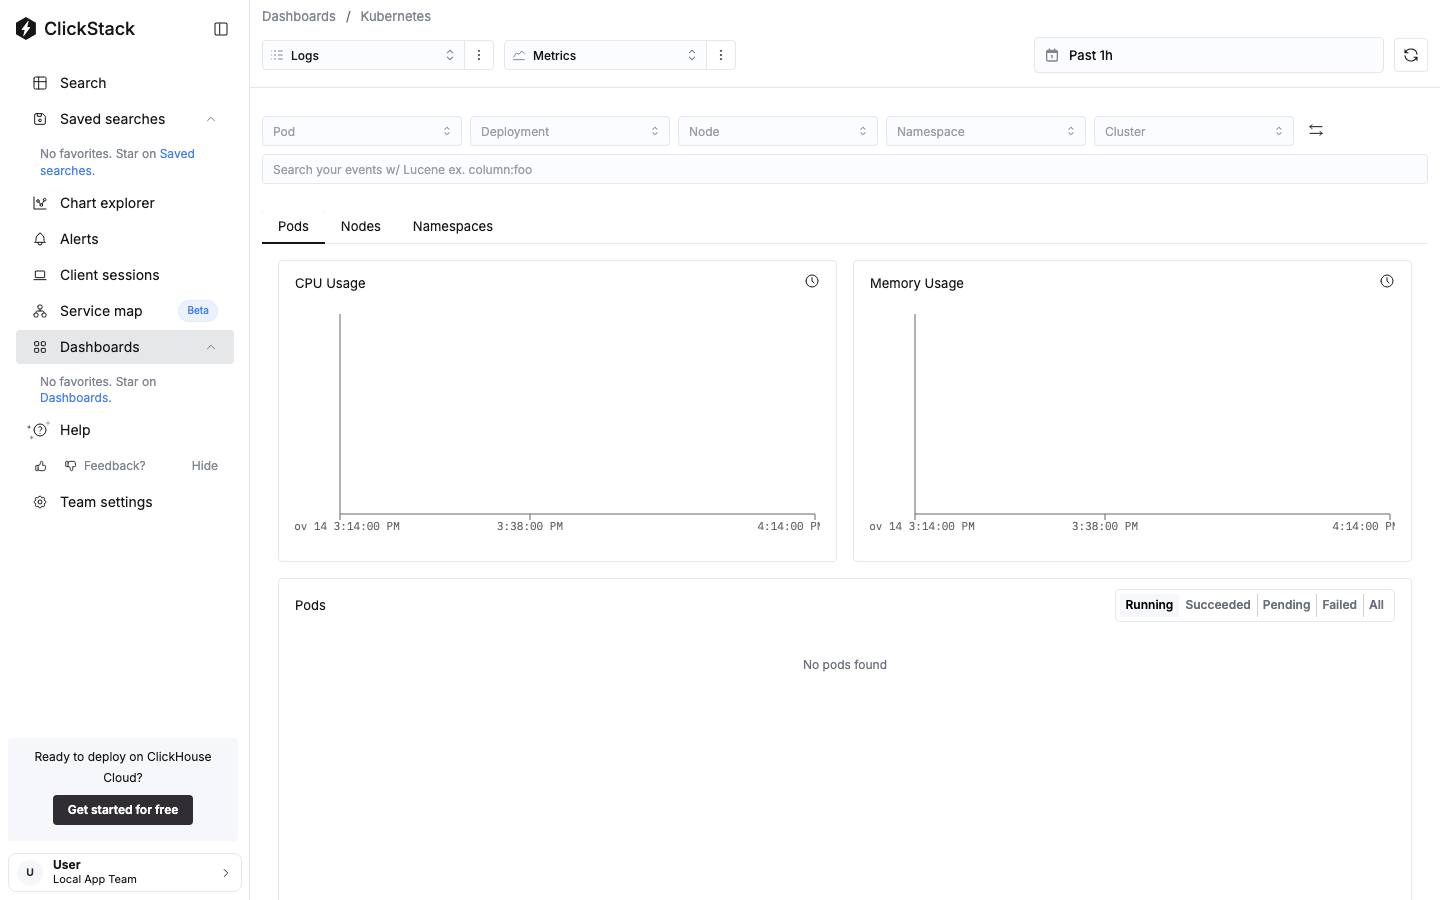 ClickStack
Search
Saved searches
No favorites. Star on Saved
searches.
Chart explorer
Alerts
Client sessions
Service map
Beta
Dashboards
No favorites. Star on
Dashboards.
Help
Feedback?
Hide
Team settings
Ready to deploy on ClickHouse
Cloud?
Get started for free
U
User
Local App Team
Dashboards / Kubernetes
Logs
Metrics
Past 1h
Pod
Deployment
Node
Namespace
Cluster
Search your events w/ Lucene ex. column:foo
Pods
Nodes
Namespaces
CPU Usage
ov 14 3:14:00 PM
3:38:00 PM
4:14:00 PM
Memory Usage
ov 14 3:14:00 PM
3:38:00 PM
4:14:00 PM
Pods
Running
Succeeded
Pending
Failed
All
No pods found